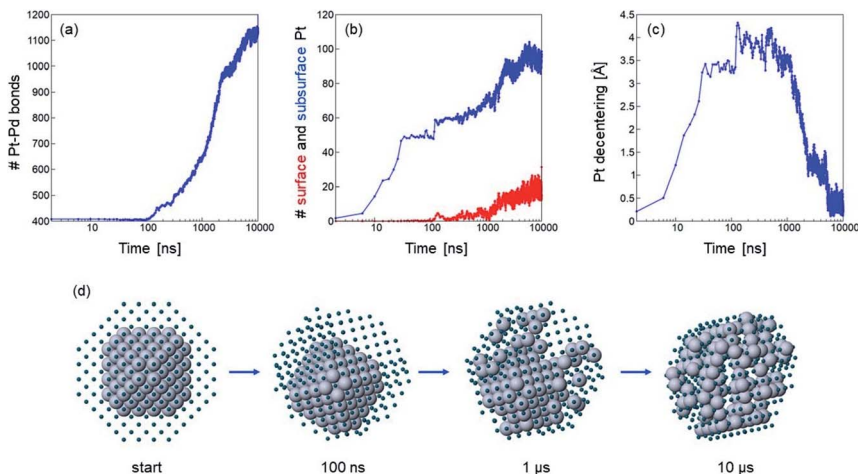 (a)
# Pt-Pd bonds
1200
1100
1000
900
800
700
600
500
400
10
100
1000
10000
Time [ns]
(b)
# surface and subsurface Pt
120
100
80
60
40
20
0
10
100
1000
10000
Time [ns]
(c)
Pt decentering [Å]
4.5
4
3.5
3
2.5
2
1.5
1
0.5
0
10
100
1000
10000
Time [ns]
(d)
start
100 ns
1 μs
10 μs